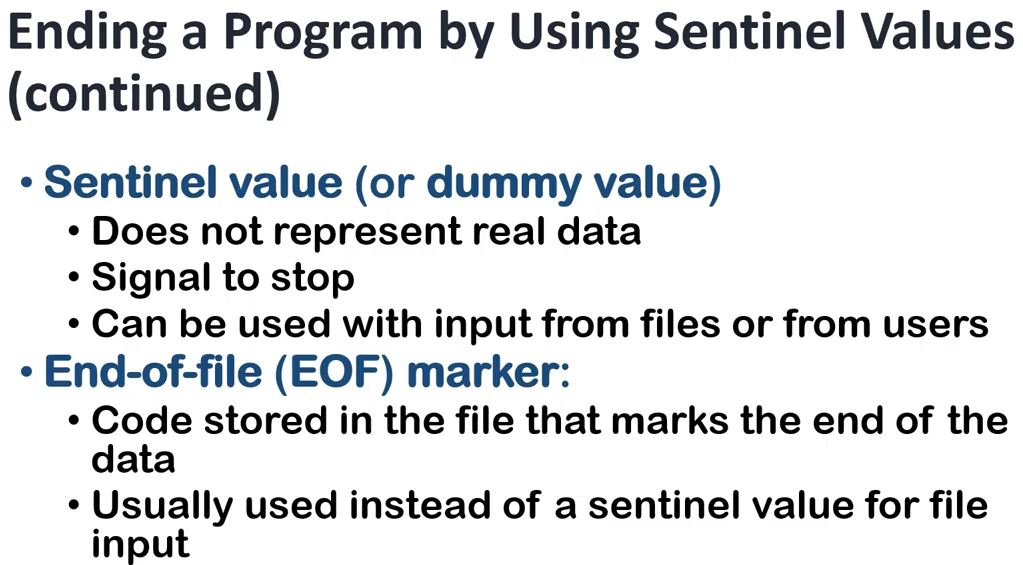 Ending a Program by Using Sentinel Values
(continued)
• Sentinel value (or dummy value)
• Does not represent real data
• Signal to stop
• Can be used with input from files or from users
• End-of-file (EOF) marker:
• Code stored in the file that marks the end of the
data
• Usually used instead of a sentinel value for file
input